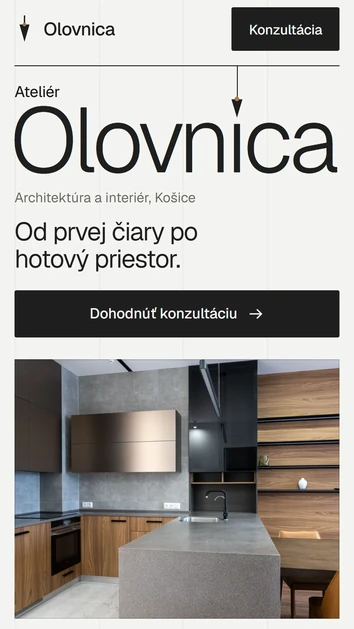 Olovnica
Konzultácia
Ateliér
Olovnica
Architektúra a interiér, Košice
Od prvej čiary po
hotový priestor.
Dohodnúť konzultáciu →